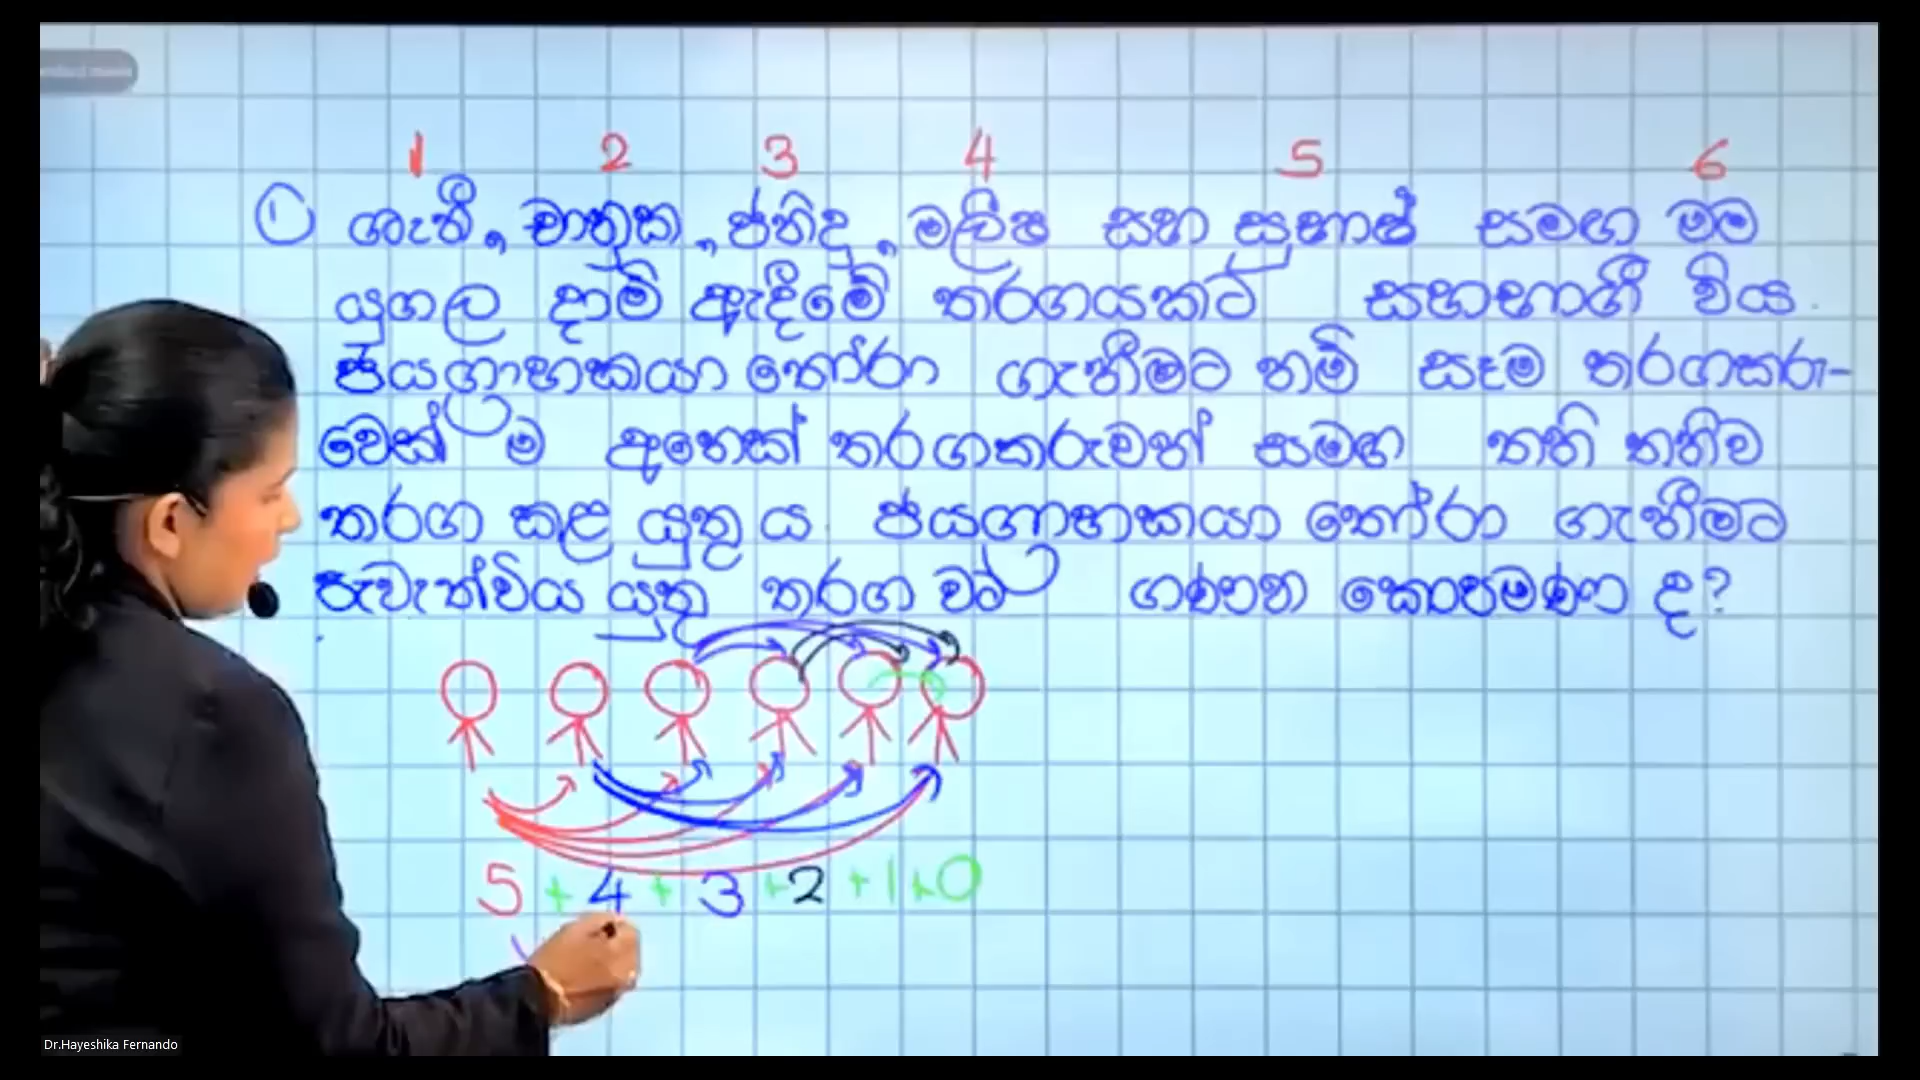 1 2 3 4 5 6
① ශැනී, චානුක, ජනිදු, මලීෂ සහ සුභාෂ් සමඟ මම
යුගල දාම් ඇදීමේ තරගයකට සහභාගී විය.
ජයග්‍රාහකයා තෝරා ගැනීමට නම් සෑම තරගකරු-
වෙක් ම අනෙක් තරගකරුවන් සමඟ තනි තනිව
තරග කළ යුතු ය. ජයග්‍රාහකයා තෝරා ගැනීමට
පැවැත්විය යුතු තරග වට ගණන කොපමණ ද?
5 + 4 + 3 + 2 + 1 + 0
Dr.Hayeshika Fernando